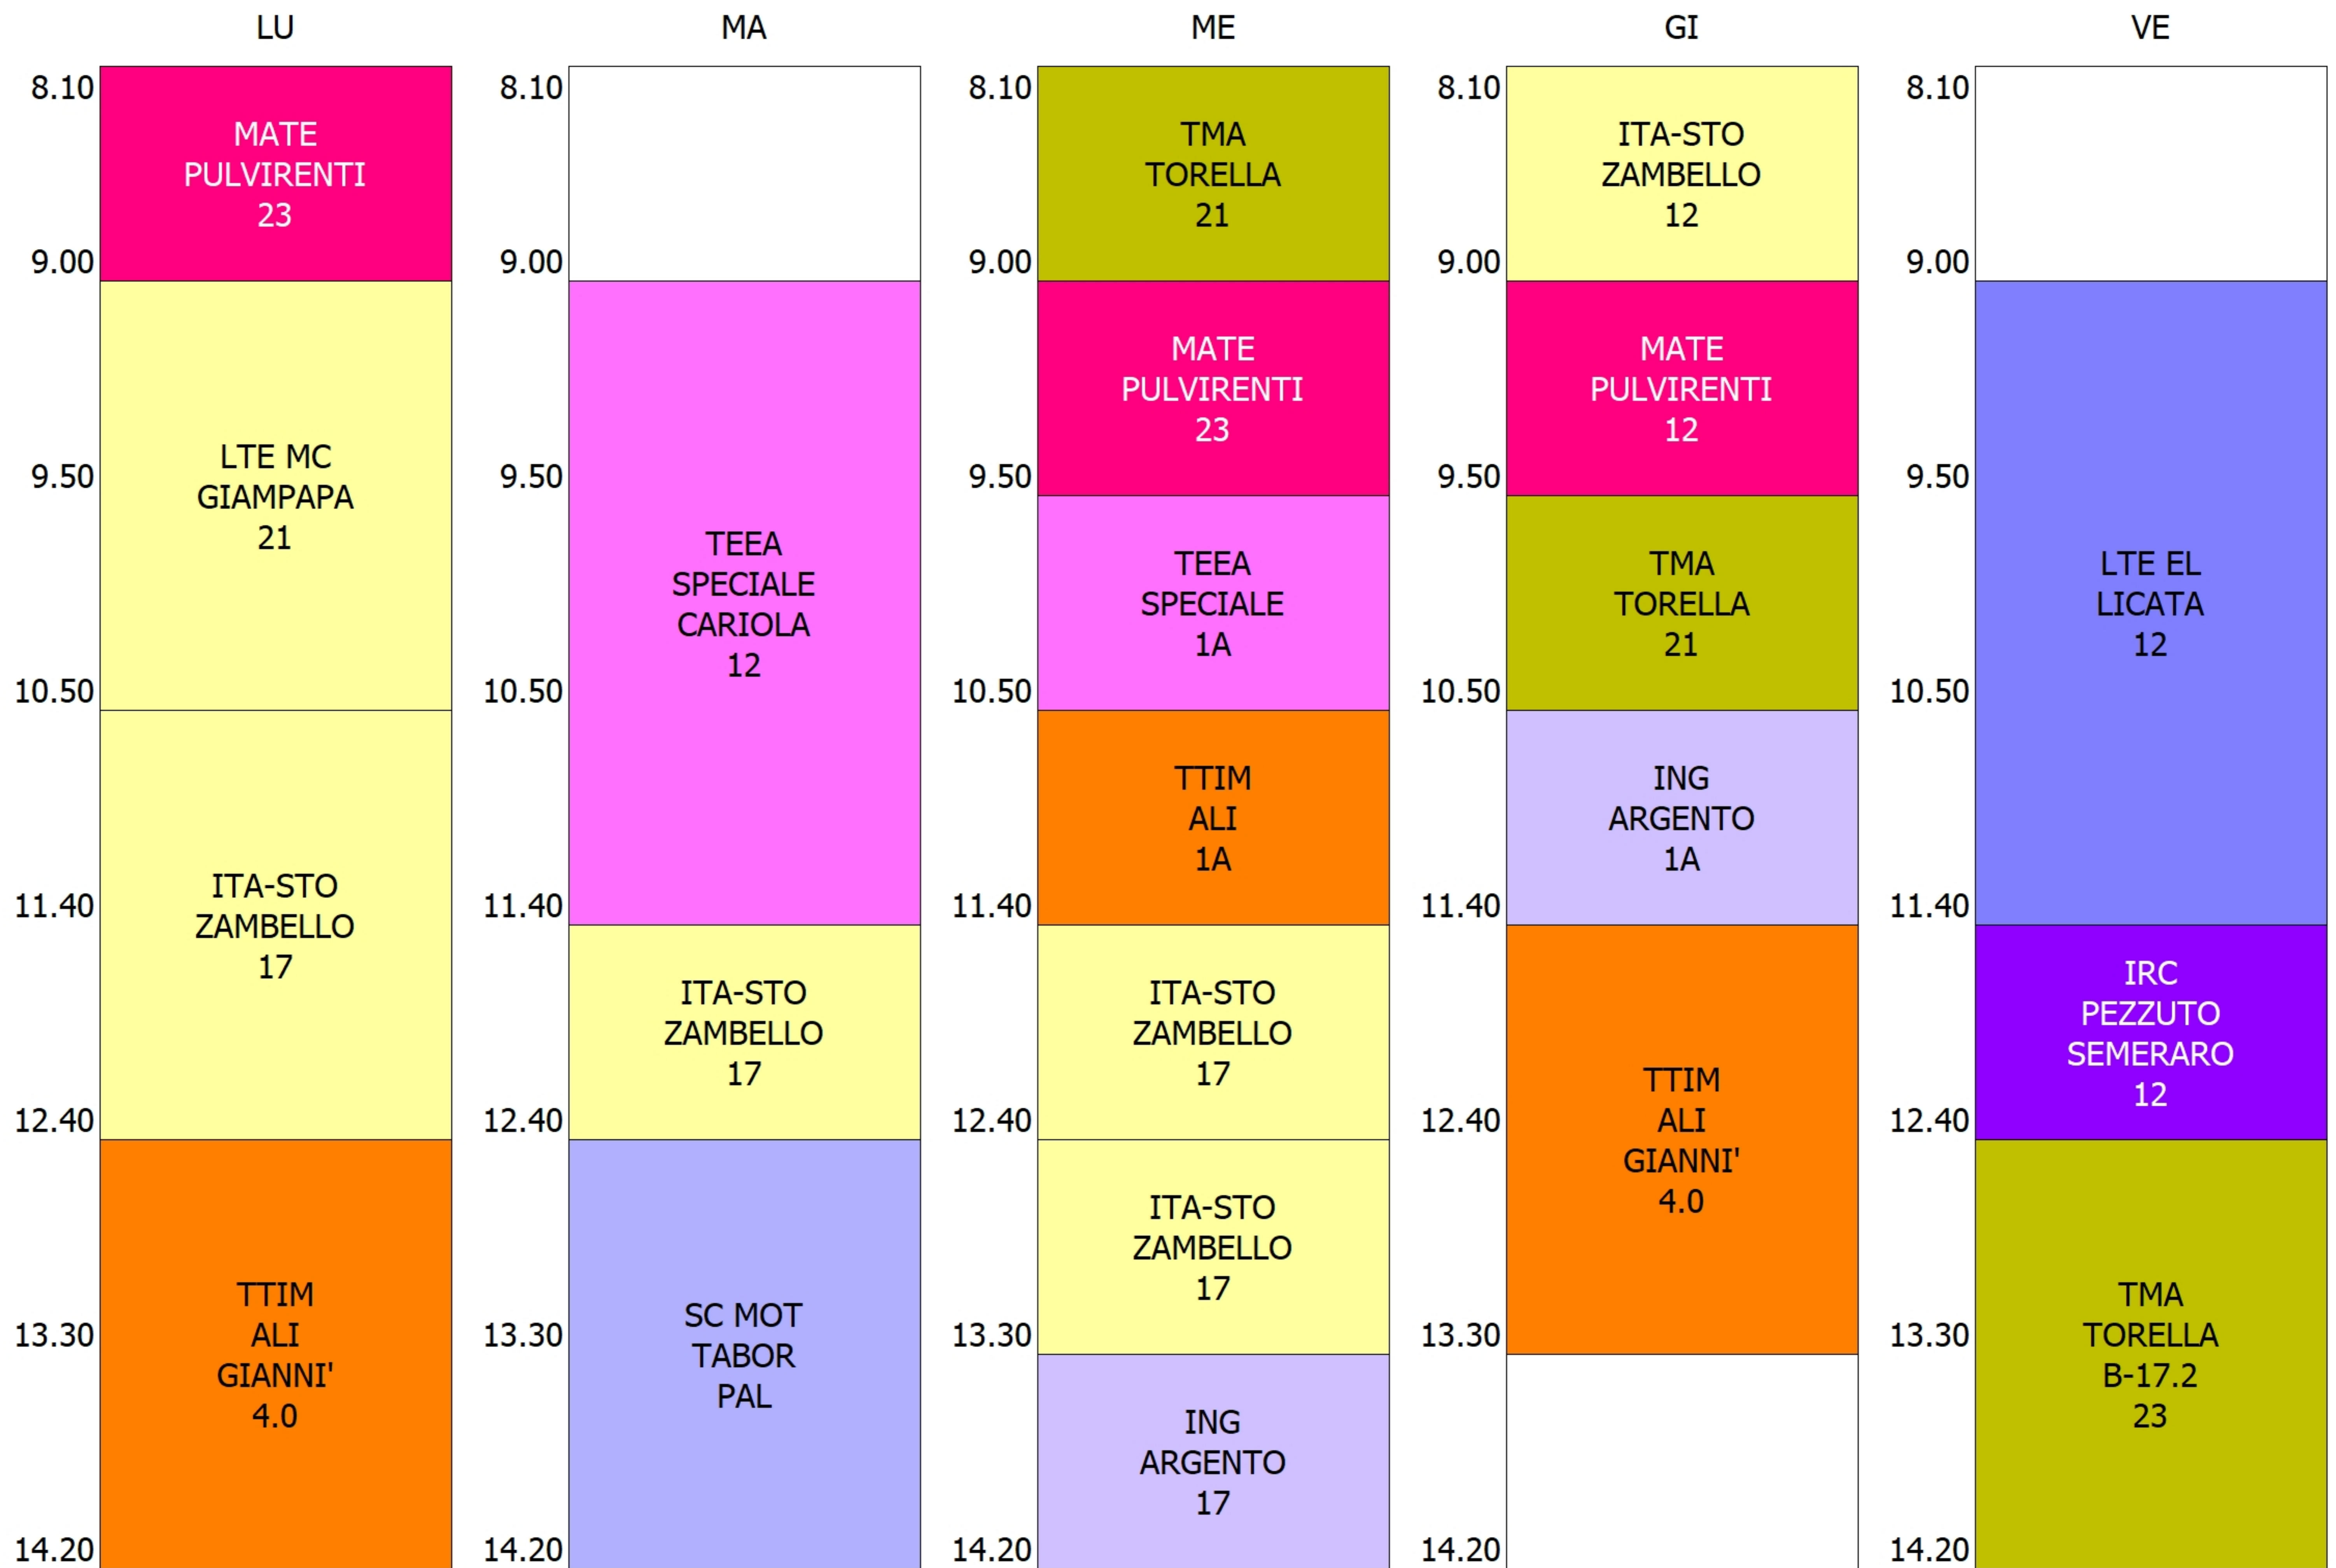 LU
8.10
MATE
PULVIRENTI
23
9.00
LTE MC
GIAMPAPA
21
9.50
10.50
ITA-STO
ZAMBELLO
17
11.40
12.40
TTIM
ALI
GIANNI'
4.0
13.30
14.20
MA
8.10
9.00
TEEA
SPECIALE
CARIOLA
12
9.50
10.50
11.40
ITA-STO
ZAMBELLO
17
12.40
SC MOT
TABOR
PAL
13.30
14.20
ME
8.10
TMA
TORELLA
21
9.00
MATE
PULVIRENTI
23
9.50
TEEA
SPECIALE
1A
10.50
TTIM
ALI
1A
11.40
ITA-STO
ZAMBELLO
17
12.40
ITA-STO
ZAMBELLO
17
13.30
ING
ARGENTO
17
14.20
GI
8.10
ITA-STO
ZAMBELLO
12
9.00
MATE
PULVIRENTI
12
9.50
TMA
TORELLA
21
10.50
ING
ARGENTO
1A
11.40
TTIM
ALI
GIANNI'
4.0
12.40
13.30
14.20
VE
8.10
9.00
LTE EL
LICATA
12
9.50
10.50
11.40
IRC
PEZZUTO
SEMERARO
12
12.40
TMA
TORELLA
B-17.2
23
13.30
14.20